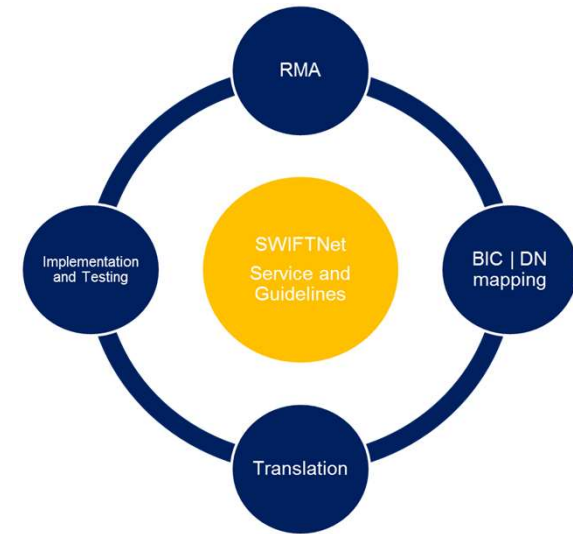 RMA
SWIFTNet
Service and
Guidelines
Implementation
and Testing
BIC | DN
mapping
Translation